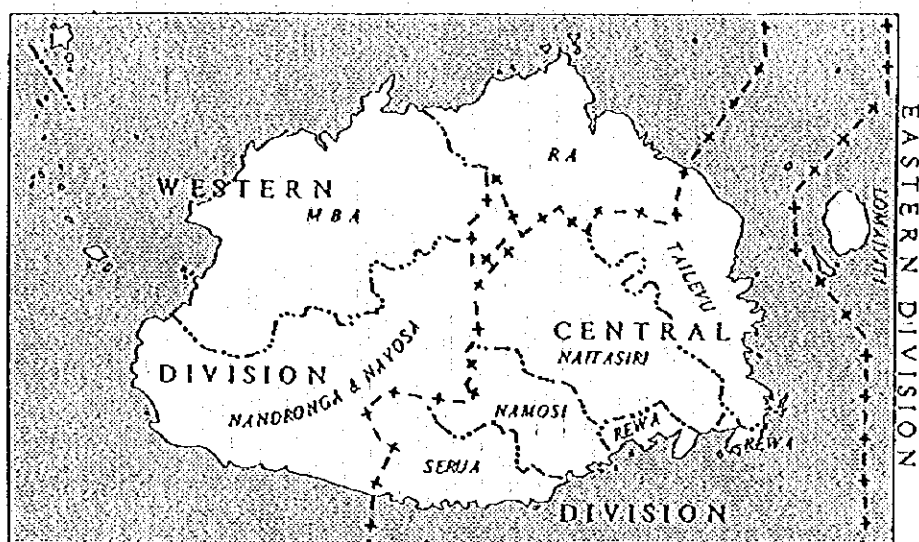 RA
WESTERN
MBA
LOMAIVITI
TAILEVU
CENTRAL
NAITASIRI
EASTERN DIVISION
DIVISION
NANDRONGA & NAVOSA
NAMOSI
REWA
REWA
SERUA
DIVISION